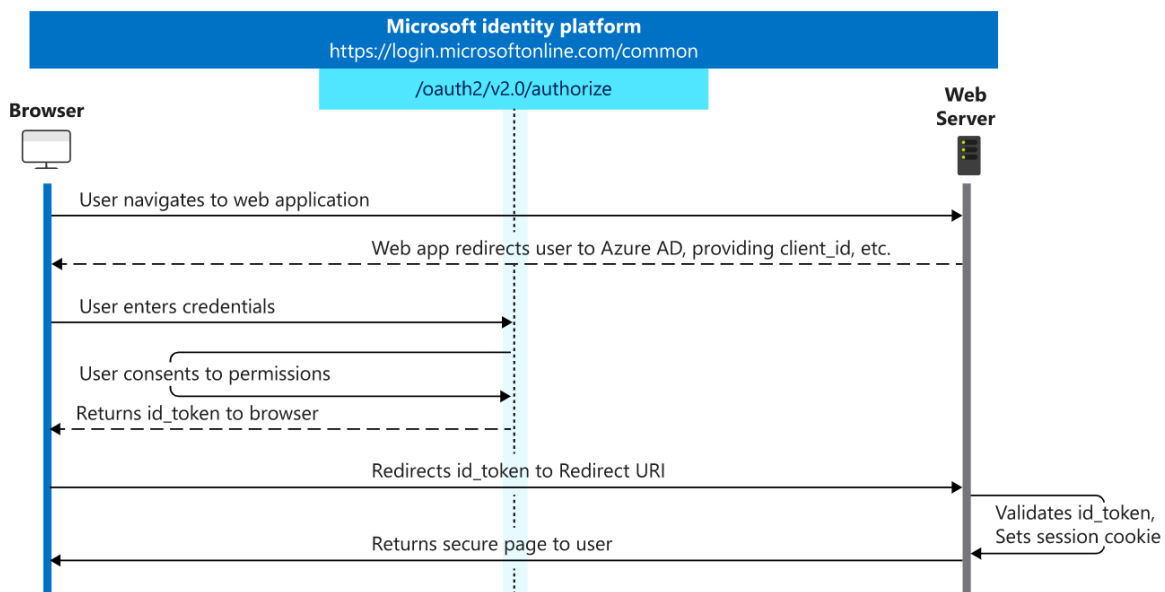 Microsoft identity platform
https://login.microsoftonline.com/common
/oauth2/v2.0/authorize
Browser
Web
Server
User navigates to web application
Web app redirects user to Azure AD, providing client_id, etc.
User enters credentials
User consents to permissions
Returns id_token to browser
Redirects id_token to Redirect URI
Validates id_token,
Sets session cookie
Returns secure page to user